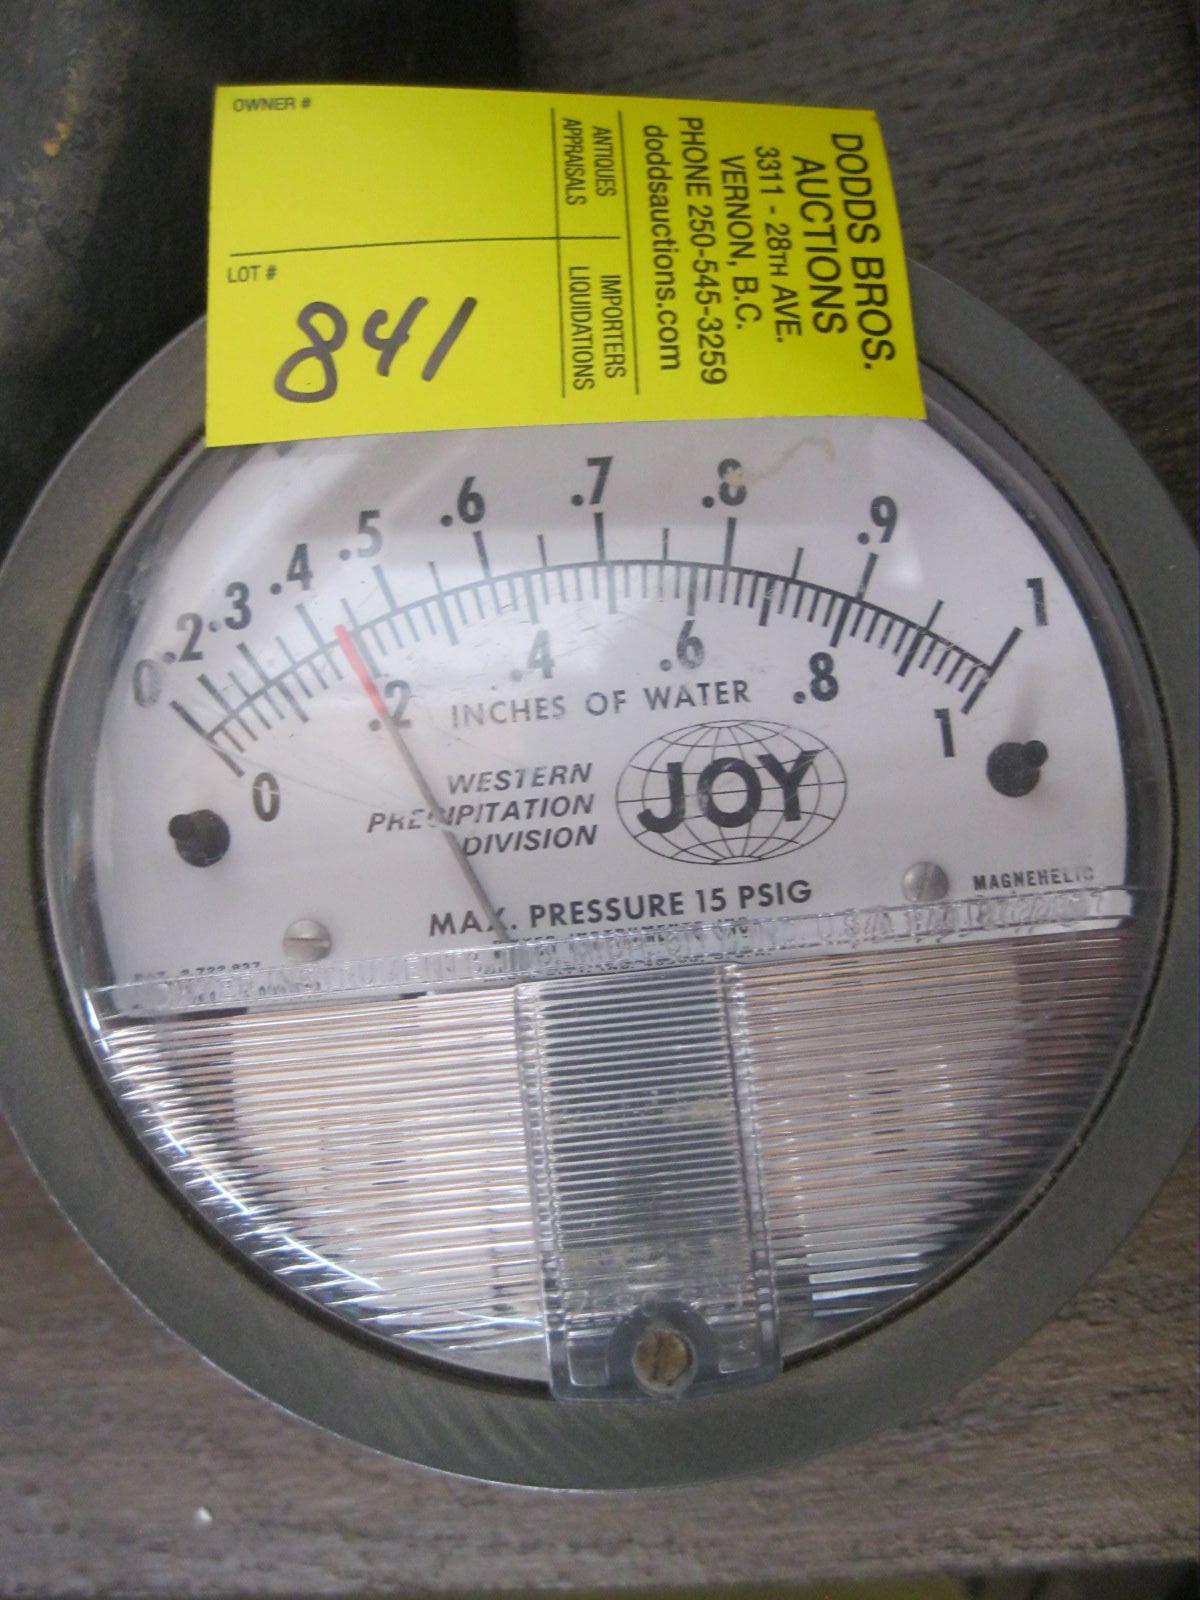 OWNER #
LOT #
841
ANTIQUES
APPRAISALS
IMPORTERS
LIQUIDATIONS
DODDS BROS.
AUCTIONS
3311 - 28TH AVE.
VERNON, B.C.
PHONE 250-545-3259
doddsauctions.com
0 .2 .3 .4 .5 .6 .7 .8 .9 1
0 .2 .4 .6 .8 1
INCHES OF WATER
WESTERN
PRECIPITATION
DIVISION
JOY
MAX. PRESSURE 15 PSIG
MAGNEHELIC